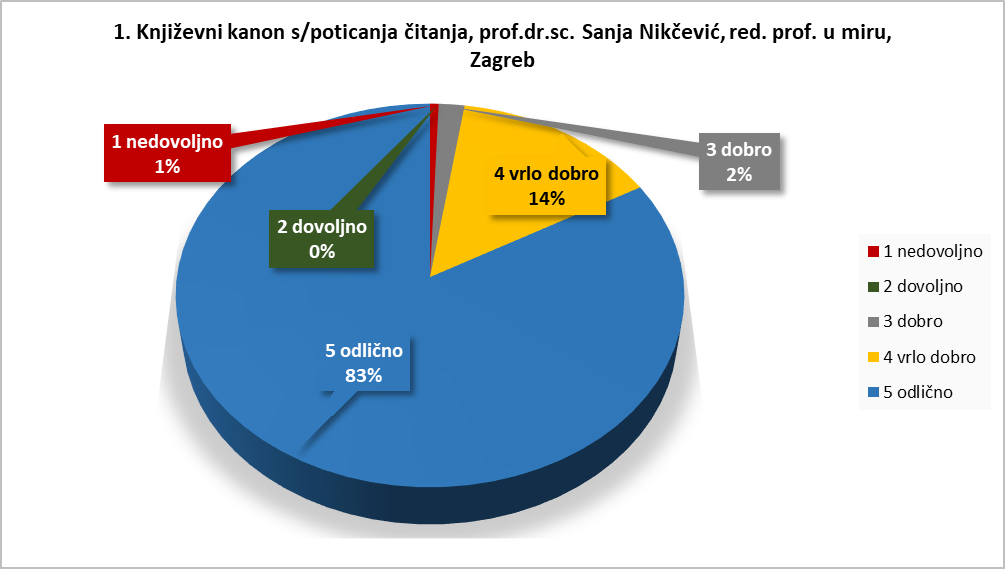 1. Književni kanon s/poticanja čitanja, prof.dr.sc. Sanja Nikčević, red. prof. u miru,
Zagreb
1 nedovoljno
1%
2 dovoljno
0%
3 dobro
2%
4 vrlo dobro
14%
5 odlično
83%
1 nedovoljno
2 dovoljno
3 dobro
4 vrlo dobro
5 odlično